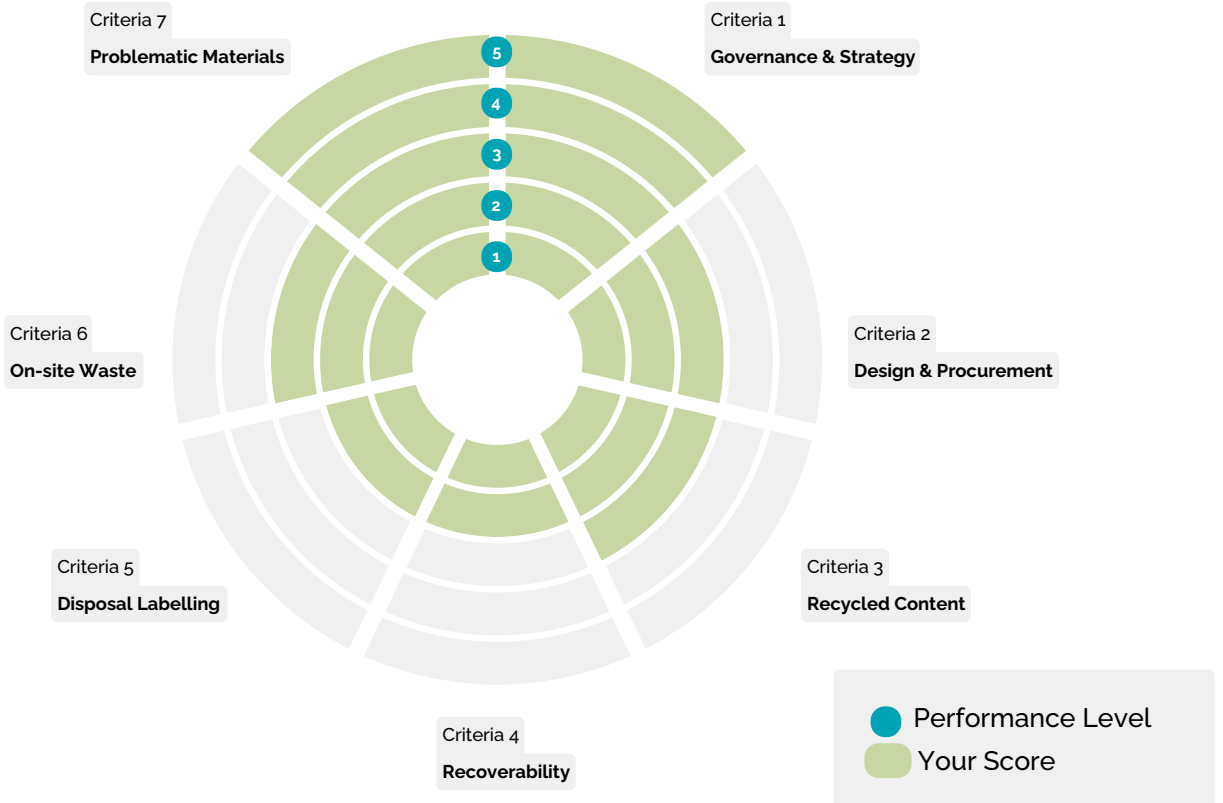 Criteria 7
Problematic Materials
Criteria 1
Governance & Strategy
5
4
3
2
1
Criteria 6
On-site Waste
Criteria 2
Design & Procurement
Criteria 5
Disposal Labelling
Criteria 3
Recycled Content
Criteria 4
Recoverability
Performance Level
Your Score